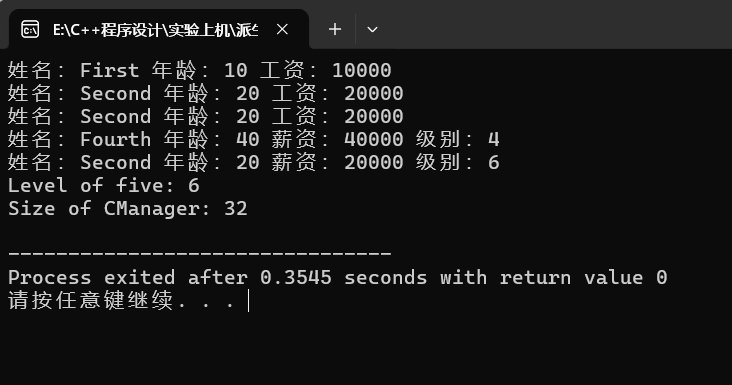 E:\C++程序设计\实验上机\派生
姓名: First 年龄: 10 工资: 10000
姓名: Second 年龄: 20 工资: 20000
姓名: Second 年龄: 20 工资: 20000
姓名: Fourth 年龄: 40 薪资: 40000 级别: 4
姓名: Second 年龄: 20 薪资: 20000 级别: 6
Level of five: 6
Size of CManager: 32
--------------------------------
Process exited after 0.3545 seconds with return value 0
请按任意键继续. . .